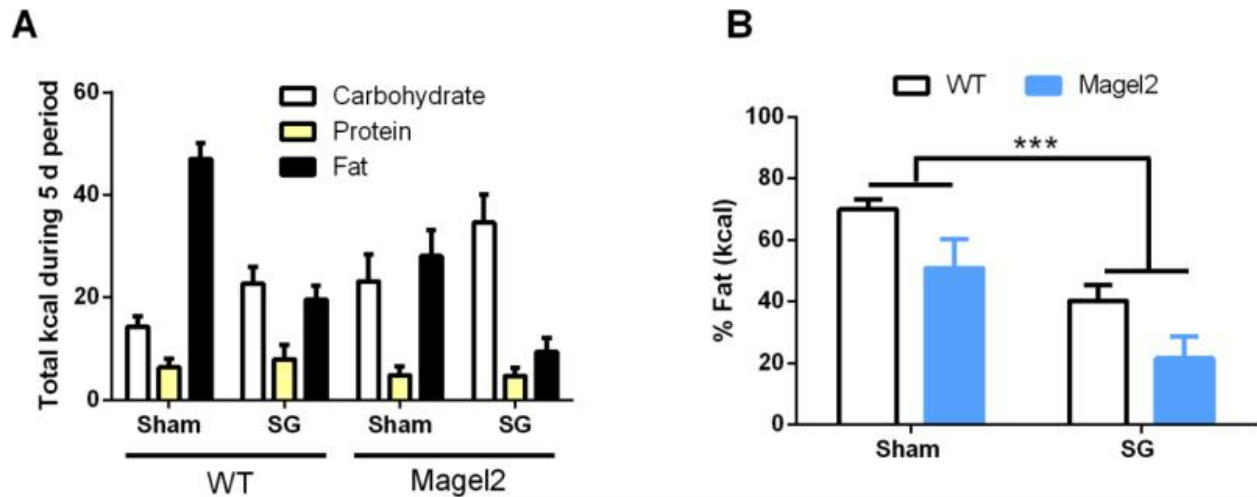 A
Total kcal during 5 d period
60
40
20
0
Carbohydrate
Protein
Fat
Sham SG Sham SG
WT Magel2
B
WT Magel2
% Fat (kcal)
100
80
60
40
20
0
***
Sham SG